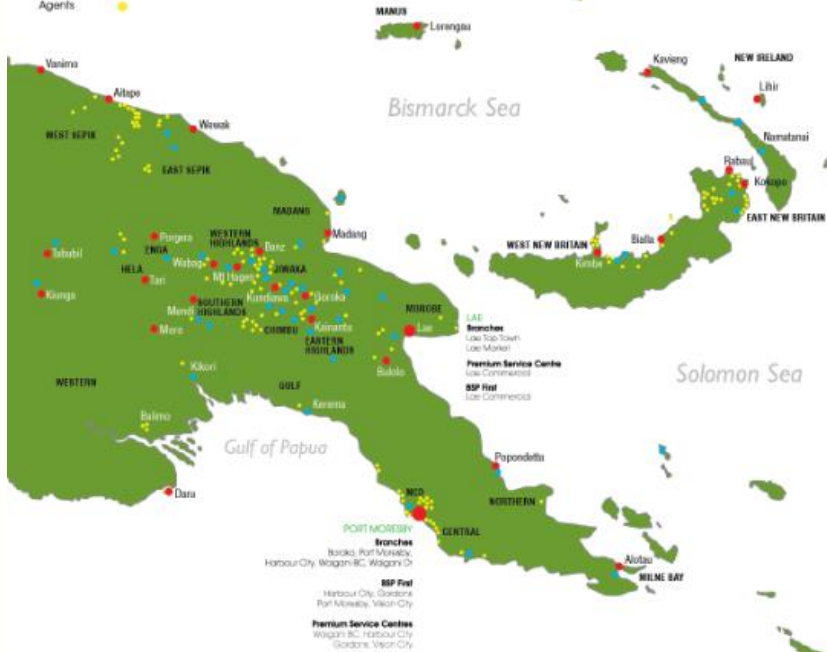 Agents
MANUS
Lorengau
Vanimo
Kavieng
NEW IRELAND
Lihir
Aitape
Bismarck Sea
Wewak
WEST SEPIK
Namatanai
EAST SEPIK
Rabaul
Kokopo
MADANG
EAST NEW BRITAIN
Madang
Porgera
WESTERN
HIGHLANDS
Banz
WEST NEW BRITAIN
Bialla
ENGA
Tabubil
Wabag
Kimbe
HELA
Mt Hagen
JIWAKA
Tari
Kiunga
Kundiawa
Goroka
Mendi
SOUTHERN
HIGHLANDS
MOROBE
LAE
Branches
Lae Top Town
Lae Market
Moro
CHIMBU
Kainantu
Lae
EASTERN
HIGHLANDS
Premium Service Centre
Lae Commercial
Bulolo
Kikori
Solomon Sea
WESTERN
GULF
BSP First
Lae Commercial
Kerema
Balimo
Gulf of Papua
Popondetta
Daru
NCD
NORTHERN
PORT MORESBY
CENTRAL
Branches
Boroko, Port Moresby,
Harbour City, Waigani BC, Waigani Dr
Alotau
MILNE BAY
BSP First
Harbour City, Gordons
Port Moresby, Vision City
Premium Service Centres
Waigani BC, Harbour City
Gordons, Vision City